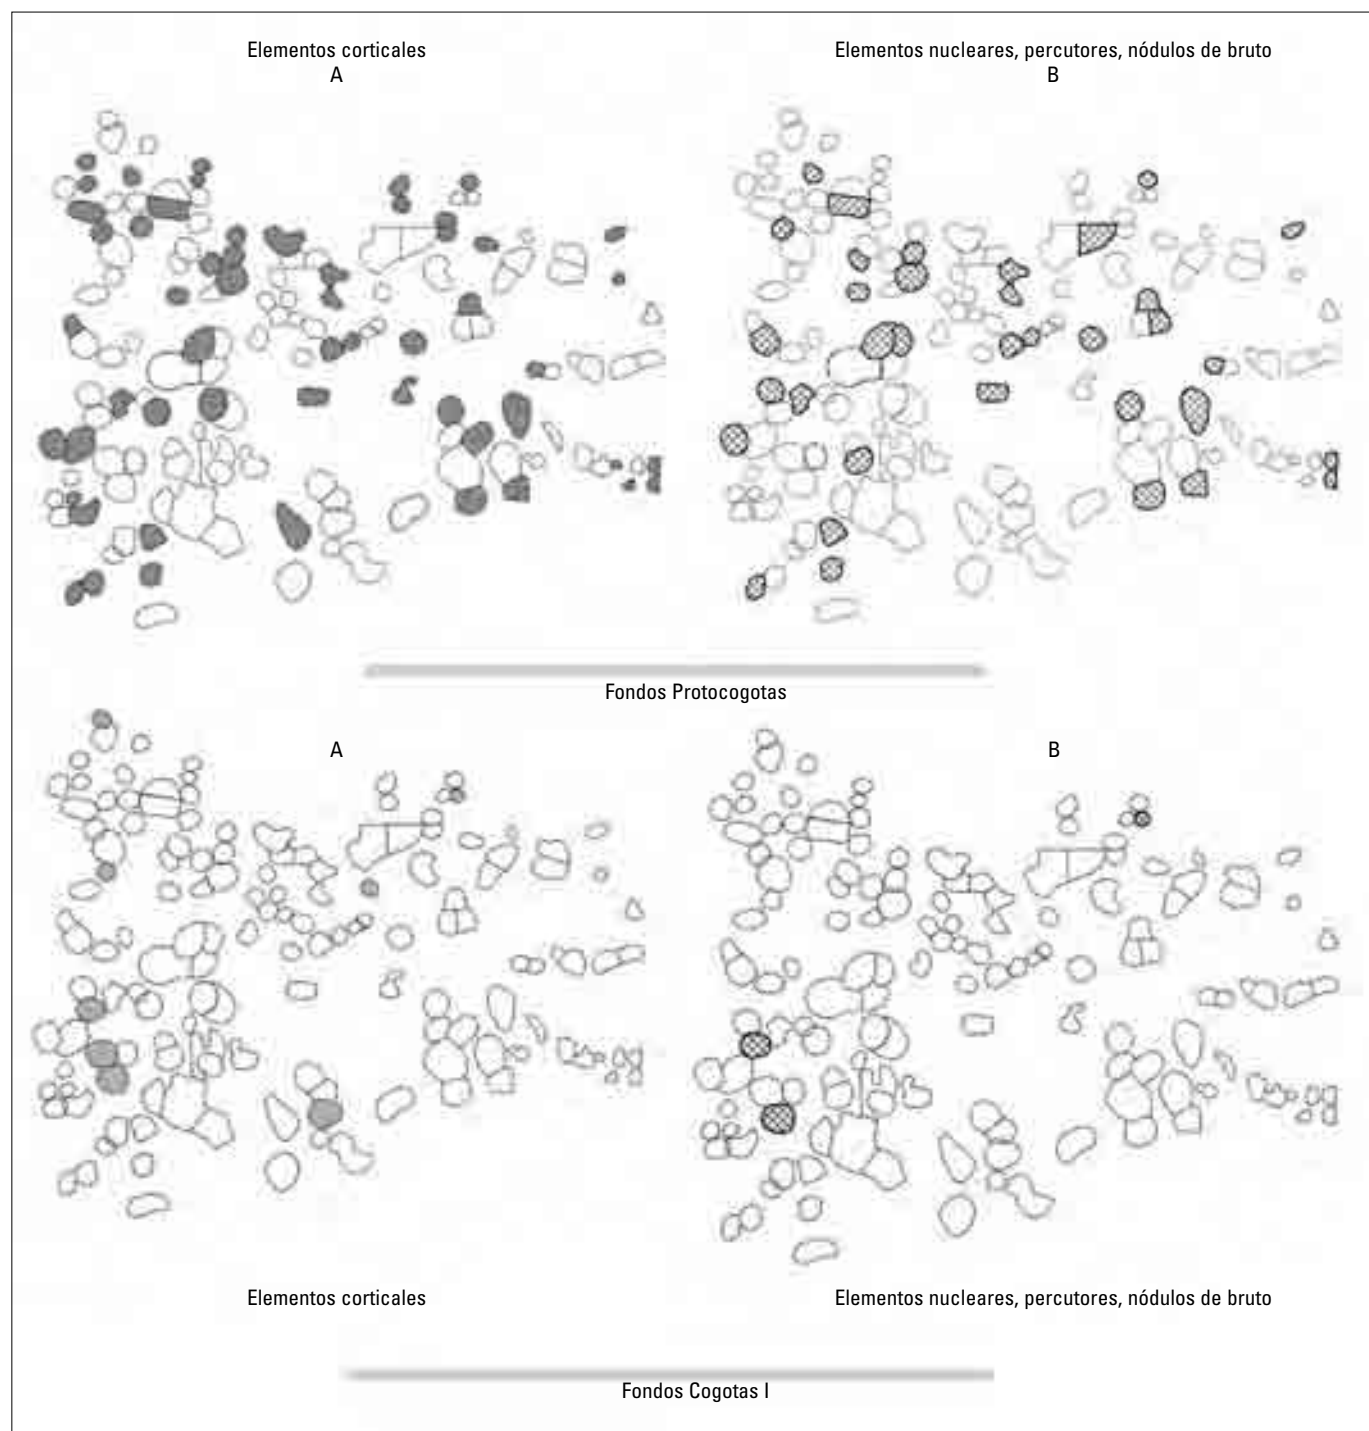 Elementos corticales
A
Elementos nucleares, percutores, nódulos de bruto
B
Fondos Protocogotas
A
B
Elementos corticales
Elementos nucleares, percutores, nódulos de bruto
Fondos Cogotas I